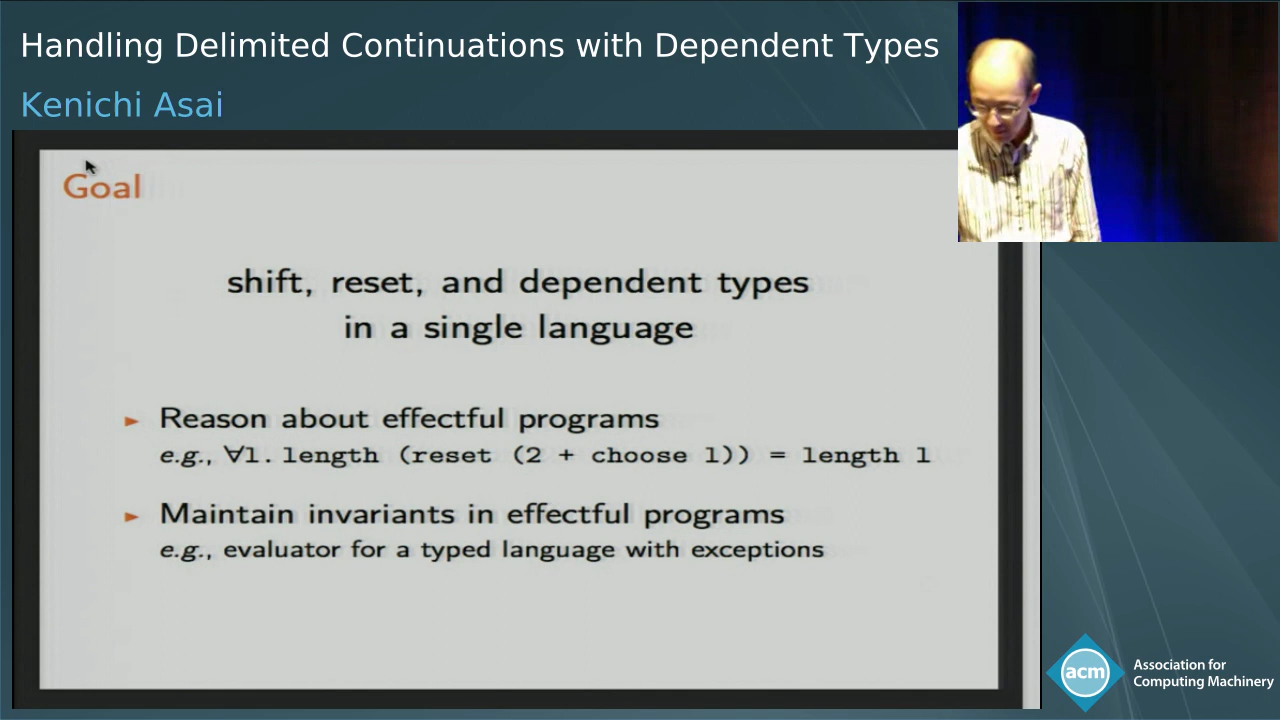 Handling Delimited Continuations with Dependent Types
Kenichi Asai
Goal
shift, reset, and dependent types
in a single language
► Reason about effectful programs
e.g., ∀l. length (reset (2 + choose l)) = length l
► Maintain invariants in effectful programs
e.g., evaluator for a typed language with exceptions
acm
Association for
Computing Machinery